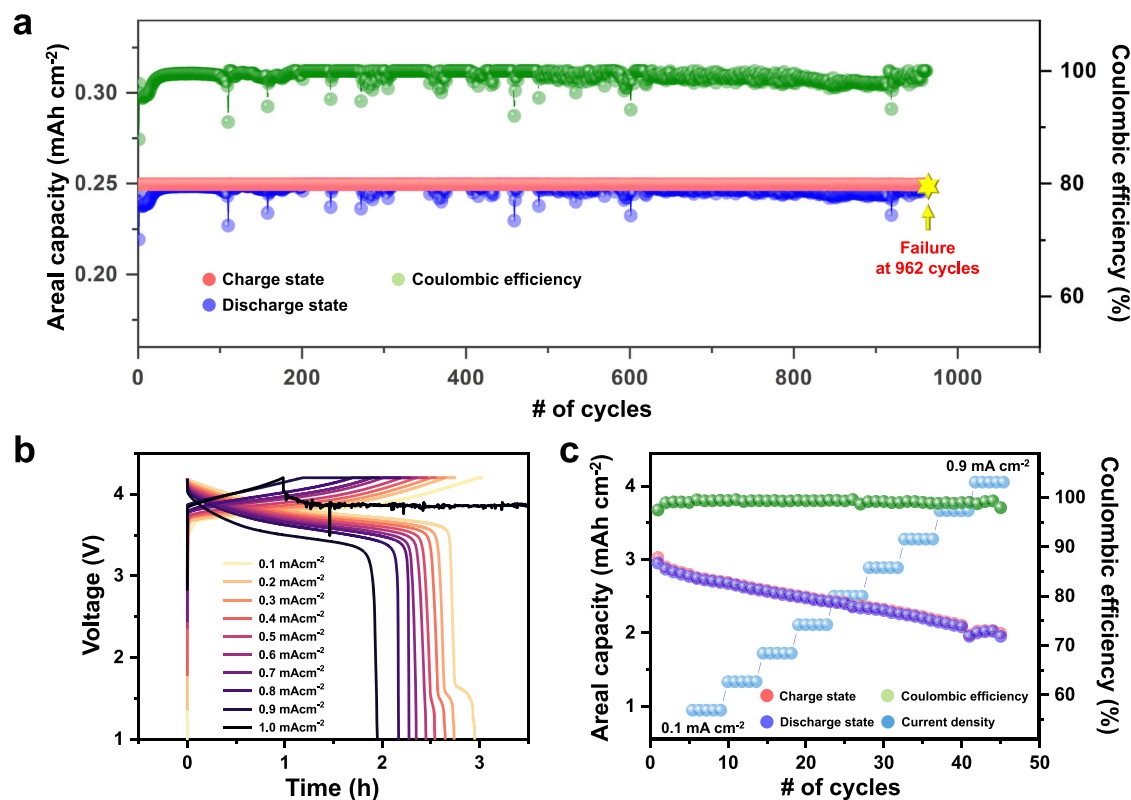 a
Areal capacity (mAh cm-2)
0.30
0.25
0.20
100
80
60
Coulombic efficiency (%)
Failure
at 962 cycles
Charge state
Coulombic efficiency
Discharge state
0
200
400
600
800
1000
# of cycles
b
Voltage (V)
4
3
2
1
0.1 mAcm-2
0.2 mAcm-2
0.3 mAcm-2
0.4 mAcm-2
0.5 mAcm-2
0.6 mAcm-2
0.7 mAcm-2
0.8 mAcm-2
0.9 mAcm-2
1.0 mAcm-2
0
1
2
3
Time (h)
c
Areal capacity (mAh cm-2)
4
3
2
1
0.9 mA cm-2
100
90
80
70
60
Coulombic efficiency (%)
Charge state
Coulombic efficiency
Discharge state
Current density
0.1 mA cm-2
0
10
20
30
40
50
# of cycles